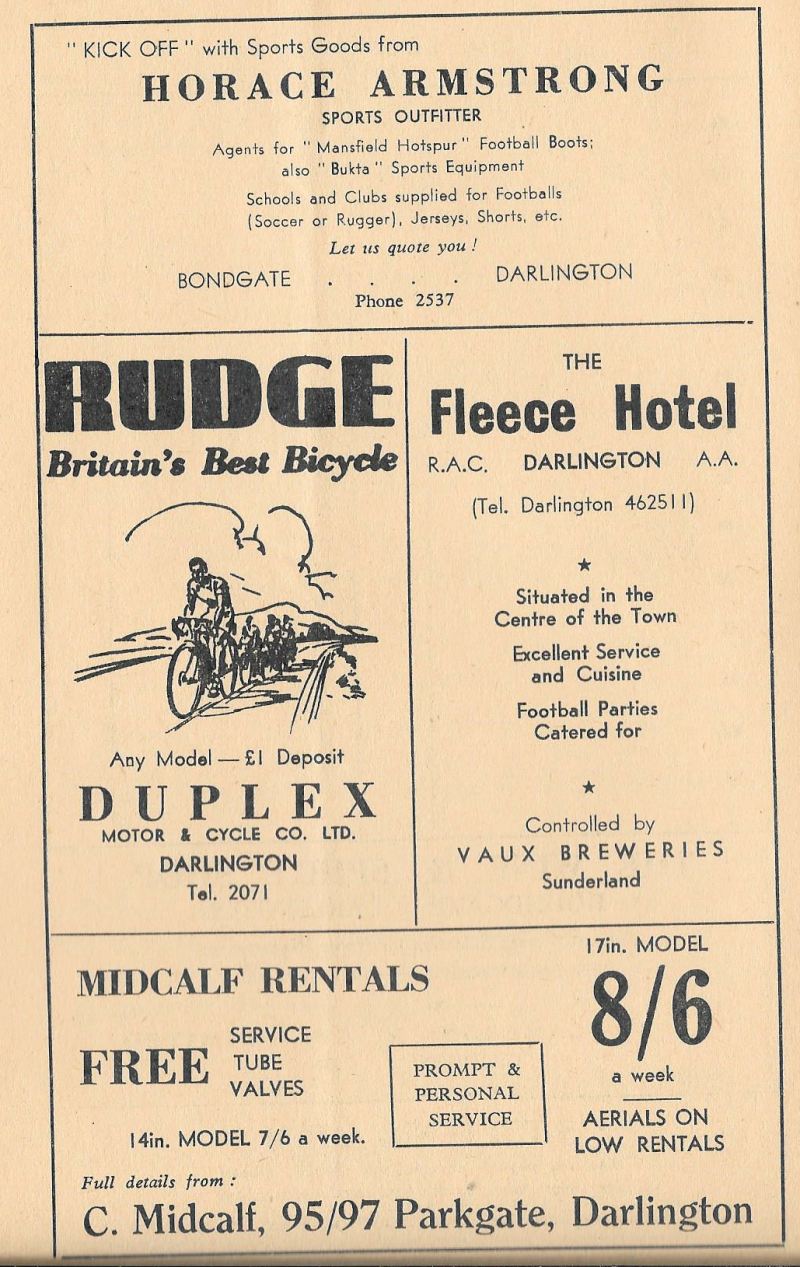 " KICK OFF " with Sports Goods from
HORACE ARMSTRONG
SPORTS OUTFITTER
Agents for " Mansfield Hotspur " Football Boots;
also " Bukta " Sports Equipment
Schools and Clubs supplied for Footballs
(Soccer or Rugger), Jerseys, Shorts, etc.
Let us quote you !
BONDGATE . . . . DARLINGTON
Phone 2537
RUDGE
Britain's Best Bicycle
Any Model — £1 Deposit
DUPLEX
MOTOR & CYCLE CO. LTD.
DARLINGTON
Tel. 2071
THE
Fleece Hotel
R.A.C. DARLINGTON A.A.
(Tel. Darlington 462511)
Situated in the
Centre of the Town
Excellent Service
and Cuisine
Football Parties
Catered for
Controlled by
VAUX BREWERIES
Sunderland
MIDCALF RENTALS
FREE
SERVICE
TUBE
VALVES
14in. MODEL 7/6 a week.
PROMPT &
PERSONAL
SERVICE
17in. MODEL
8/6
a week
AERIALS ON
LOW RENTALS
Full details from :
C. Midcalf, 95/97 Parkgate, Darlington